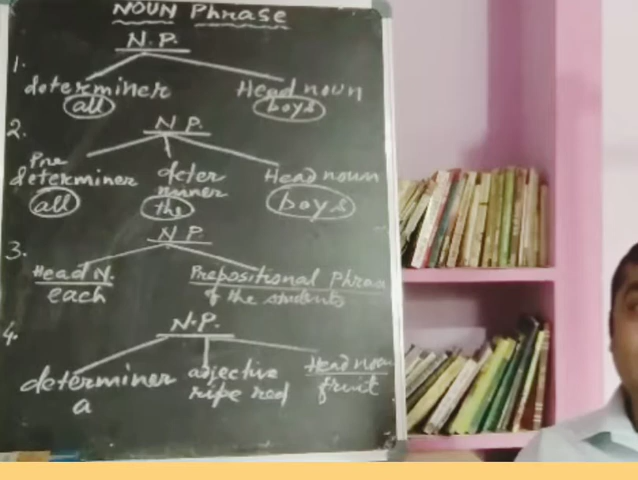 NOUN Phrase
N.P.
1.
determiner Head noun
all boys
2.
N P.
Pre
determiner deter
miner Head noun
all the boys
3.
N P.
Head N. Prepositional Phrase
each of the students
4.
N.P.
determiner adjective Head noun
a ripe red fruit